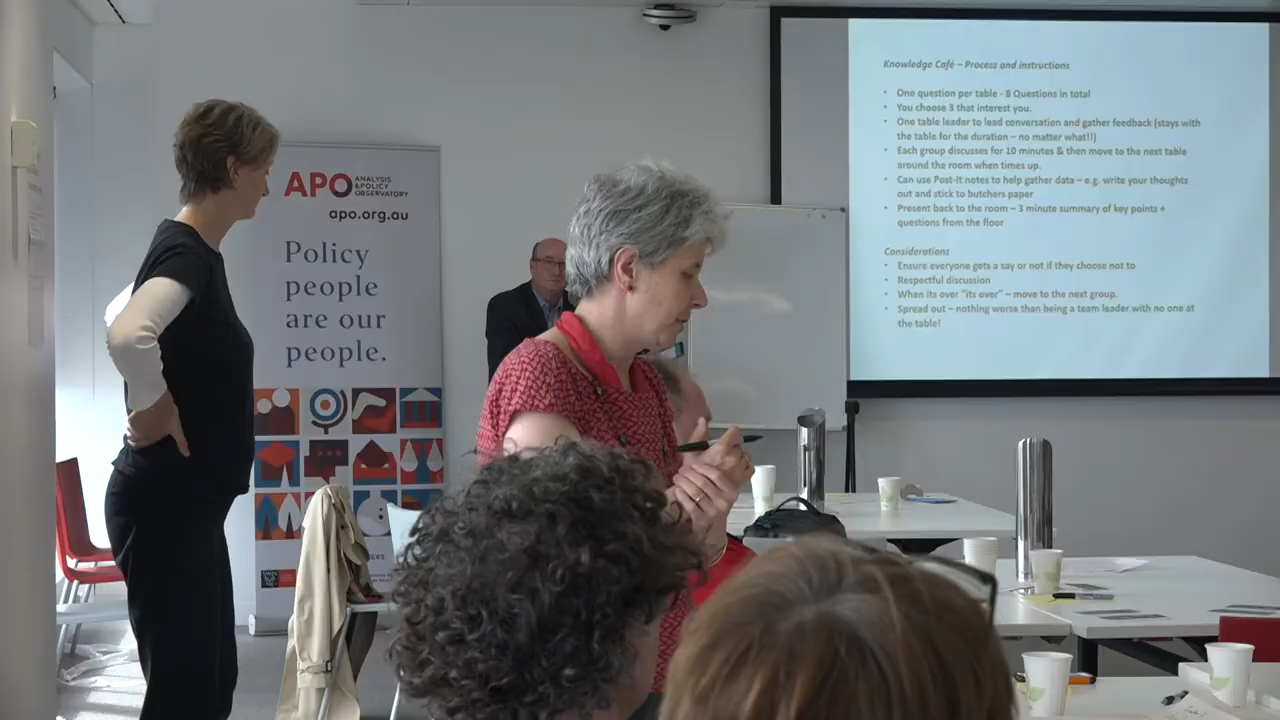 APO ANALYSIS
&POLICY
OBSERVATORY
apo.org.au
Policy
people
are our
people.
Knowledge Café – Process and instructions
• One question per table - 8 Questions in total
• You choose 3 that interest you.
• One table leader to lead conversation and gather feedback (stays with
the table for the duration – no matter what!!)
• Each group discusses for 10 minutes & then move to the next table
around the room when times up.
• Can use Post-It notes to help gather data – e.g. write your thoughts
out and stick to butchers paper
• Present back to the room – 3 minute summary of key points +
questions from the floor
Considerations
• Ensure everyone gets a say or not if they choose not to
• Respectful discussion
• When its over "its over" – move to the next group.
• Spread out – nothing worse than being a team leader with no one at
the table!